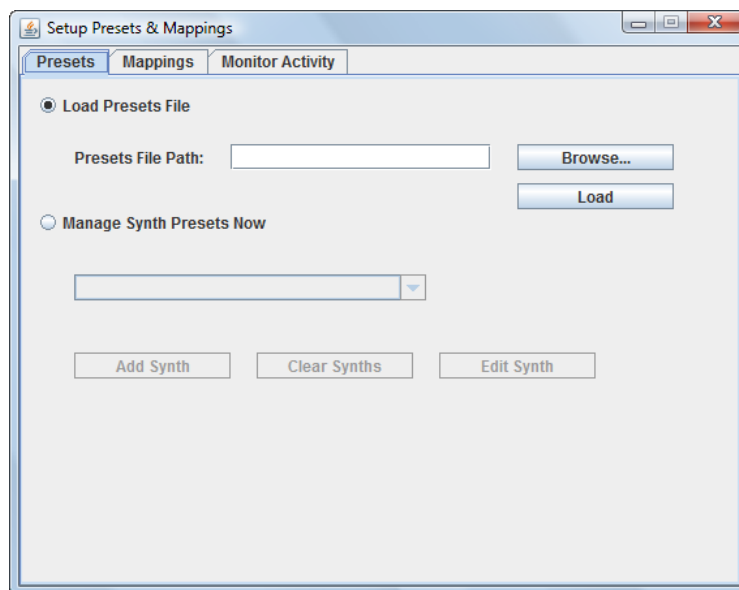 Setup Presets & Mappings
Presets Mappings Monitor Activity
Load Presets File
Presets File Path: Browse...
Load
Manage Synth Presets Now
Add Synth Clear Synths Edit Synth